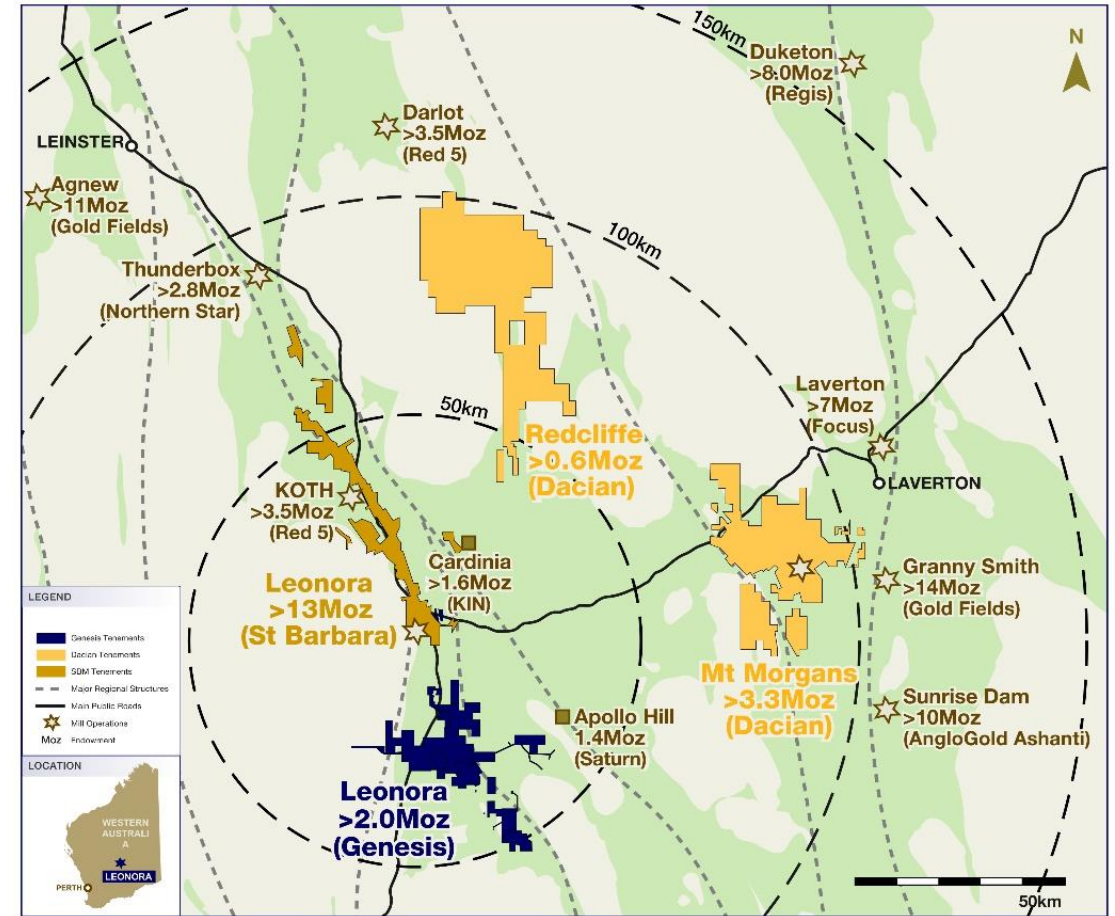 150km
N
Duketon
>8.0Moz
(Regis)
Darlot
>3.5Moz
(Red 5)
LEINSTER
Agnew
>11Moz
(Gold Fields)
100km
Thunderbox
>2.8Moz
(Northern Star)
Laverton
>7Moz
(Focus)
50km
Redcliffe
>0.6Moz
(Dacian)
LAVERTON
KOTH
>3.5Moz
(Red 5)
Cardinia
>1.6Moz
(KIN)
Granny Smith
>14Moz
(Gold Fields)
Leonora
>13Moz
(St Barbara)
Mt Morgans
>3.3Moz
(Dacian)
Sunrise Dam
>10Moz
(AngloGold Ashanti)
Apollo Hill
1.4Moz
(Saturn)
Leonora
>2.0Moz
(Genesis)
LEGEND
Genesis Tenements
Dacian Tenements
SBM Tenements
Major Regional Structures
Main Public Roads
Mill Operations
Moz Endowment
LOCATION
WESTERN
AUSTRALI
A
LEONORA
PERTH
50km